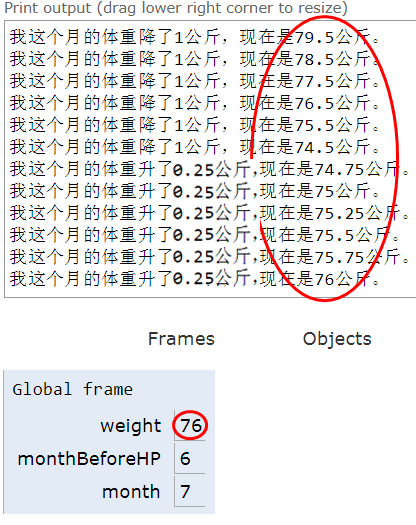 Print output (drag lower right corner to resize)
我这个月的体重降了1公斤，现在是79.5公斤。
我这个月的体重降了1公斤，现在是78.5公斤。
我这个月的体重降了1公斤，现在是77.5公斤。
我这个月的体重降了1公斤，现在是76.5公斤。
我这个月的体重降了1公斤，现在是75.5公斤。
我这个月的体重降了1公斤，现在是74.5公斤。
我这个月的体重升了0.25公斤,现在是74.75公斤。
我这个月的体重升了0.25公斤,现在是75公斤。
我这个月的体重升了0.25公斤,现在是75.25公斤。
我这个月的体重升了0.25公斤,现在是75.5公斤。
我这个月的体重升了0.25公斤,现在是75.75公斤。
我这个月的体重升了0.25公斤,现在是76公斤。
Frames Objects
Global frame
weight 76
monthBeforeHP 6
month 7